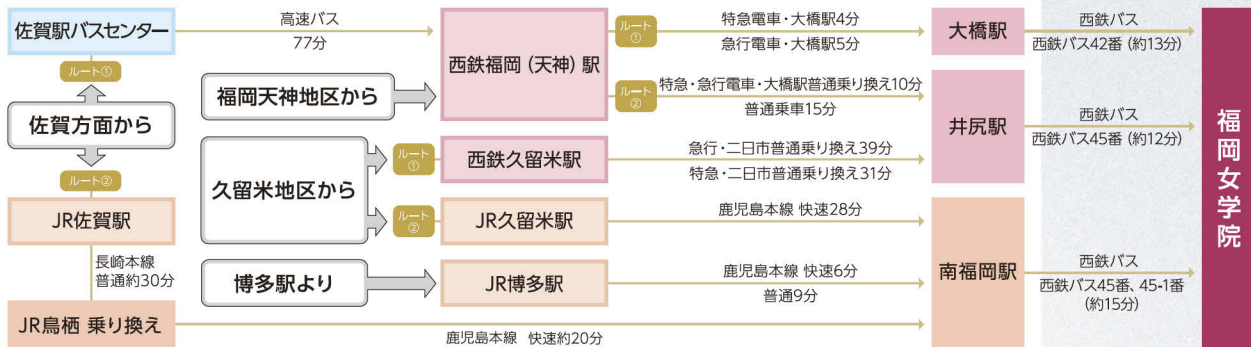 佐賀駅バスセンター
高速バス
77分
ルート①
佐賀方面から
ルート②
JR佐賀駅
長崎本線
普通約30分
JR鳥栖 乗り換え
鹿児島本線 快速約20分
福岡天神地区から
西鉄福岡（天神）駅
ルート
①
特急電車・大橋駅4分
急行電車・大橋駅5分
ルート
②
特急・急行電車・大橋駅普通乗り換え10分
普通乗車15分
久留米地区から
ルート
①
西鉄久留米駅
急行・二日市普通乗り換え39分
特急・二日市普通乗り換え31分
ルート
②
JR久留米駅
鹿児島本線 快速28分
博多駅より
JR博多駅
鹿児島本線 快速6分
普通9分
大橋駅
西鉄バス
西鉄バス42番（約13分）
井尻駅
西鉄バス
西鉄バス45番（約12分）
南福岡駅
西鉄バス
西鉄バス45番、45-1番
（約15分）
福岡女学院